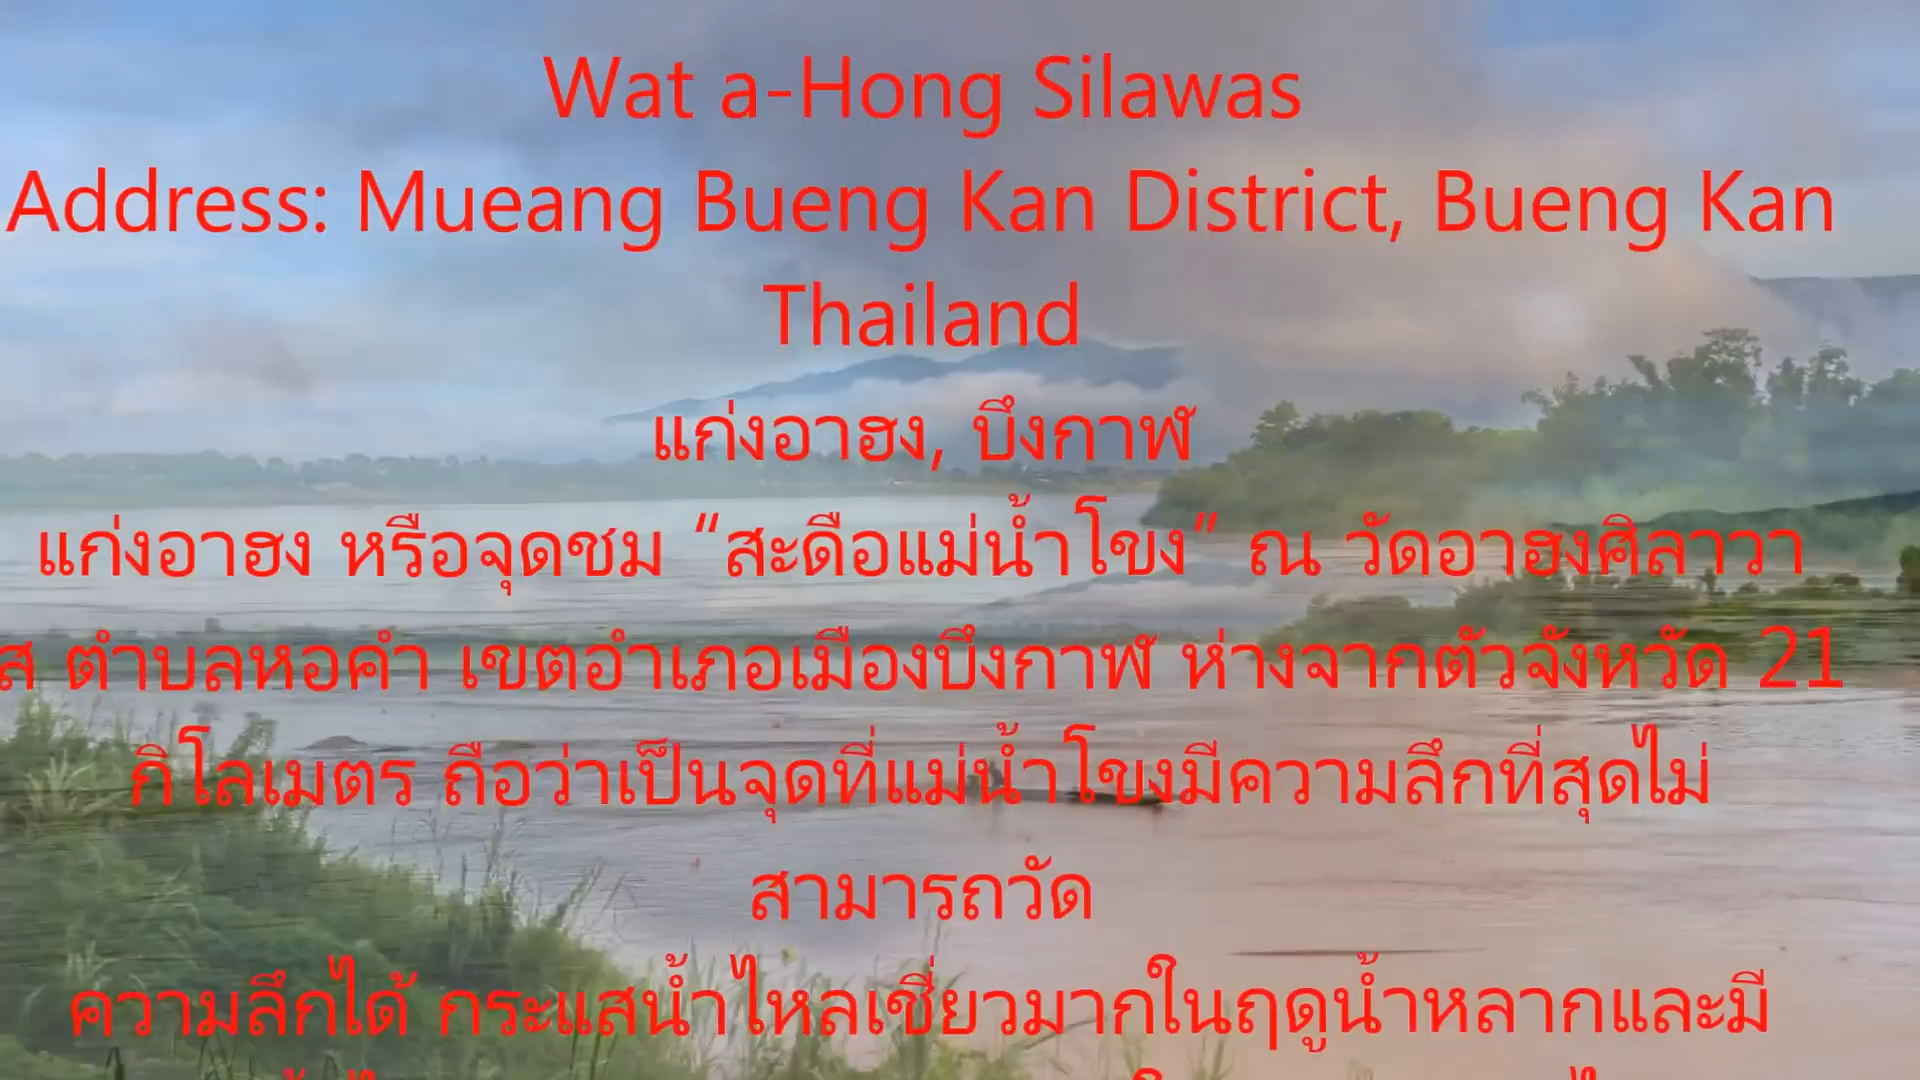 Wat a-Hong Silawas
Address: Mueang Bueng Kan District, Bueng Kan
Thailand
แก่งอาฮง, บึงกาฬ
แก่งอาฮง หรือจุดชม “สะดือแม่น้ำโขง” ณ วัดอาฮงศิลาวา
ส ตำบลหอคำ เขตอำเภอเมืองบึงกาฬ ห่างจากตัวจังหวัด 21
กิโลเมตร ถือว่าเป็นจุดที่แม่น้ำโขงมีความลึกที่สุดไม่
สามารถวัด
ความลึกได้ กระแสน้ำไหลเชี่ยวมากในฤดูน้ำหลากและมี